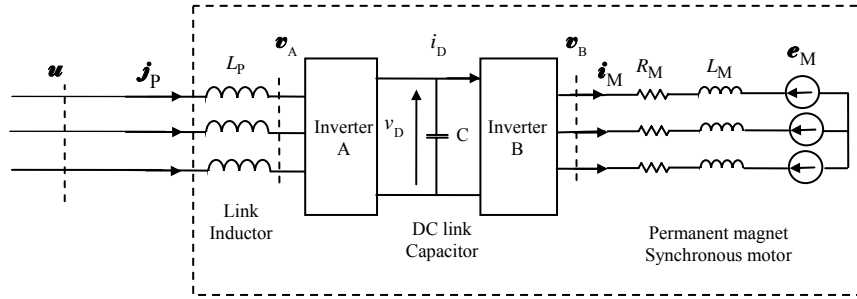 u
j_P
L_P
v_A
Inverter
A
v_D
C
i_D
Inverter
B
v_B
i_M
R_M
L_M
e_M
Link
Inductor
DC link
Capacitor
Permanent magnet
Synchronous motor